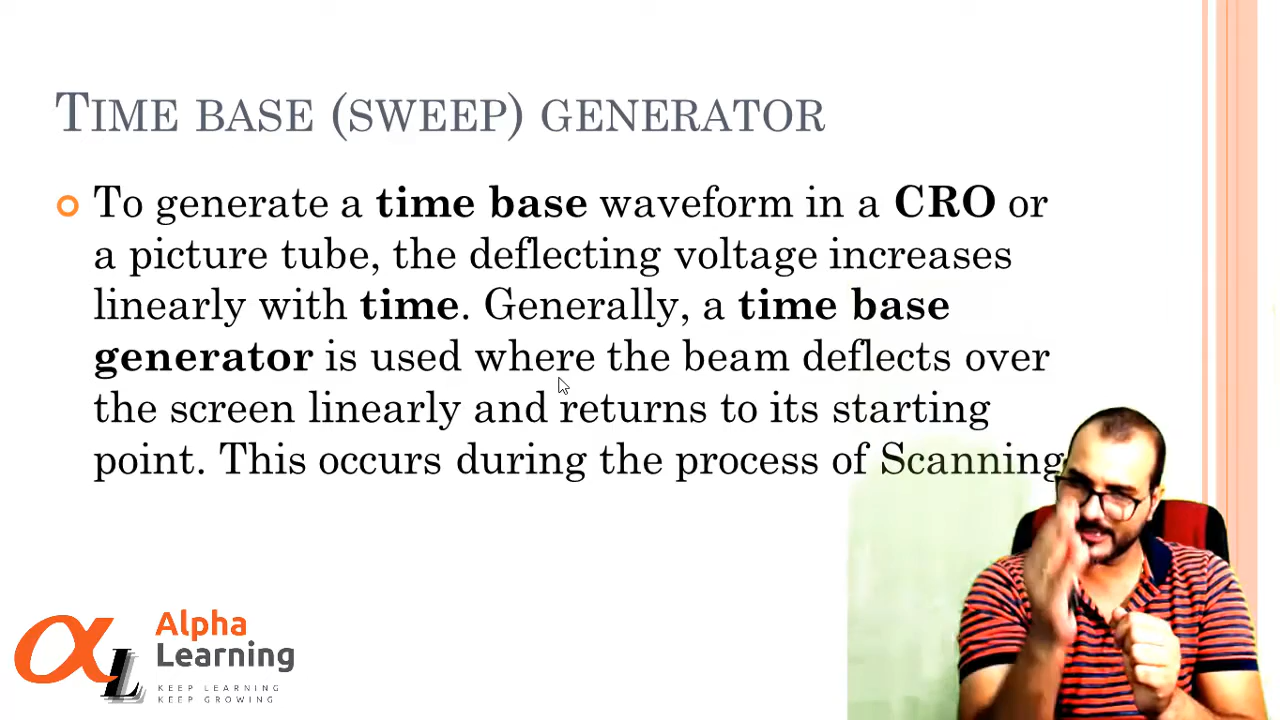 TIME BASE (SWEEP) GENERATOR
To generate a time base waveform in a CRO or
a picture tube, the deflecting voltage increases
linearly with time. Generally, a time base
generator is used where the beam deflects over
the screen linearly and returns to its starting
point. This occurs during the process of Scanning
α
L
Alpha
Learning
KEEP LEARNING
KEEP GROWING